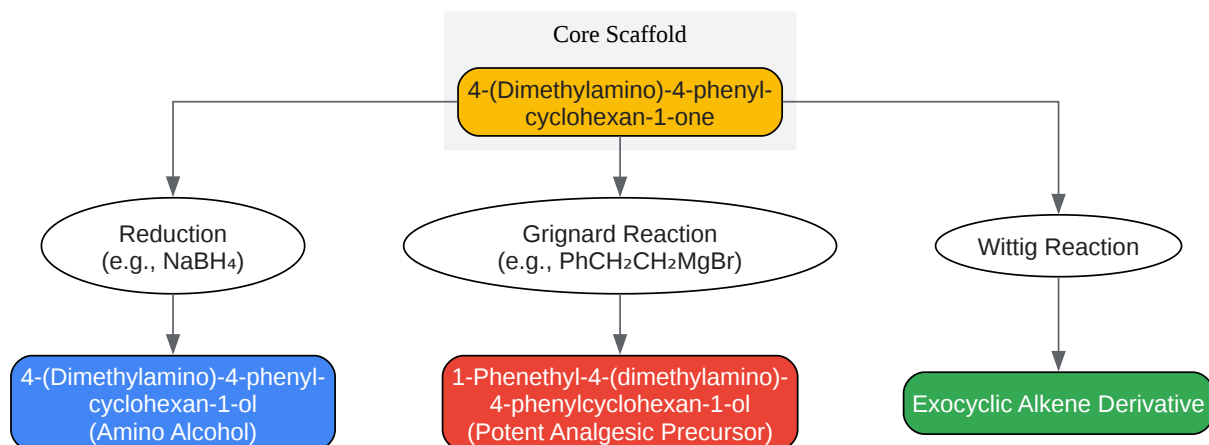 Core Scaffold
4-(Dimethylamino)-4-phenyl-
cyclohexan-1-one
Reduction
(e.g., NaBH₄)
Grignard Reaction
(e.g., PhCH₂CH₂MgBr)
Wittig Reaction
4-(Dimethylamino)-4-phenyl-
cyclohexan-1-ol
(Amino Alcohol)
1-Phenethyl-4-(dimethylamino)-
4-phenylcyclohexan-1-ol
(Potent Analgesic Precursor)
Exocyclic Alkene Derivative